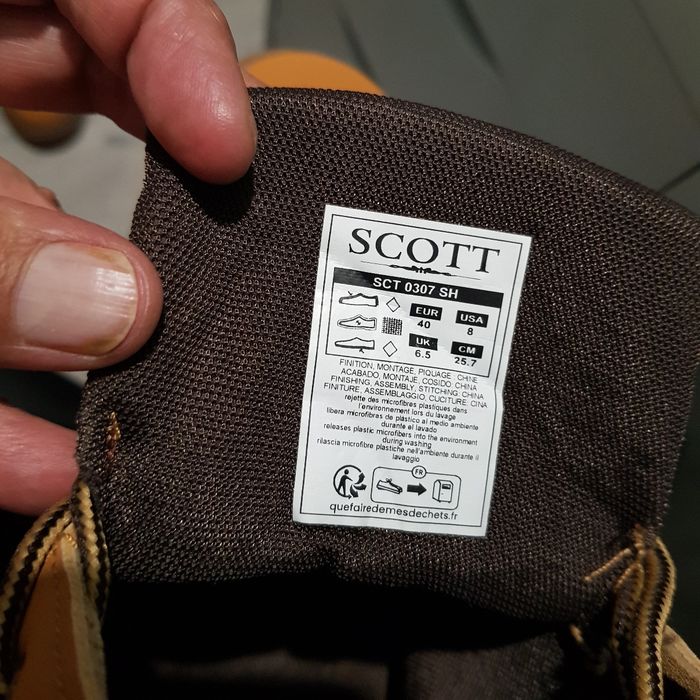 SCOTT
SCT 0307 SH
EUR USA
40 8
UK CM
6.5 25.7
FINITION, MONTAGE, PIQUAGE : CHINE
ACABADO, MONTAJE, COSIDO: CHINA
FINISHING, ASSEMBLY, STITCHING: CHINA
FINITURE, ASSEMBLAGGIO, CUCITURE: CINA
rejette des microfibres plastiques dans
l'environnement lors du lavage
libera microfibras de plástico al medio ambiente
durante el lavado
releases plastic microfibers into the environment
during washing
rilascia microfibre plastiche nell'ambiente durante il
lavaggio
FR
quefairedemesdechets.fr